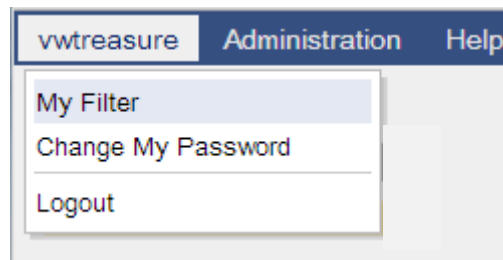 vwtreasure Administration Help
My Filter
Change My Password
Logout